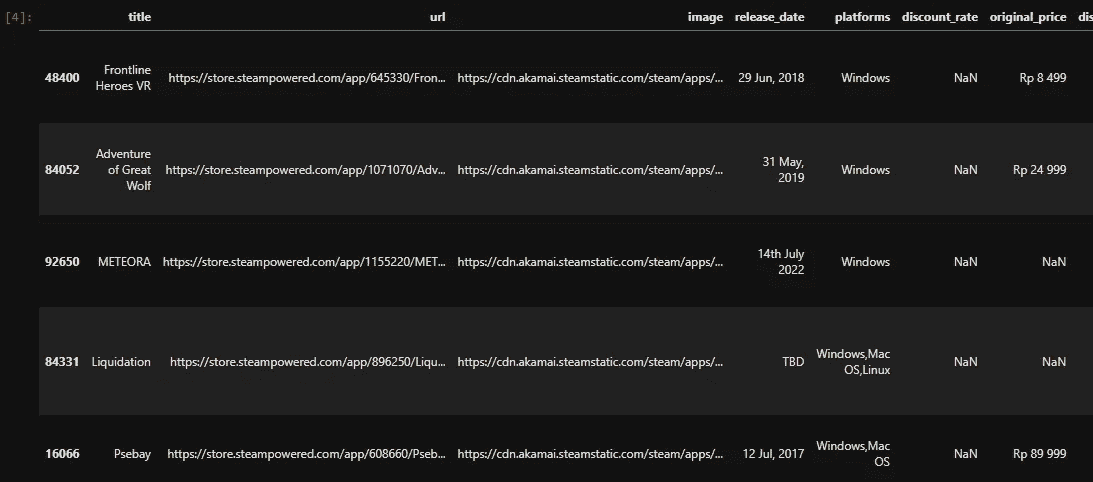 [4]: title url image release_date platforms discount_rate original_price dis
Frontline
48400 Heroes VR https://store.steampowered.com/app/645330/Fron... https://cdn.akamai.steamstatic.com/steam/apps/... 29 Jun, 2018 Windows NaN Rp 8 499
Adventure
84052 of Great https://store.steampowered.com/app/1071070/Adv... https://cdn.akamai.steamstatic.com/steam/apps/... 31 May, Windows NaN Rp 24 999
Wolf 2019
14th July
92650 METEORA https://store.steampowered.com/app/1155220/MET... https://cdn.akamai.steamstatic.com/steam/apps/... 2022 Windows NaN NaN
Windows,Mac
84331 Liquidation https://store.steampowered.com/app/896250/Liqu... https://cdn.akamai.steamstatic.com/steam/apps/... TBD OS,Linux NaN NaN
Windows,Mac
16066 Psebay https://store.steampowered.com/app/608660/Pseb... https://cdn.akamai.steamstatic.com/steam/apps/... 12 Jul, 2017 OS NaN Rp 89 999